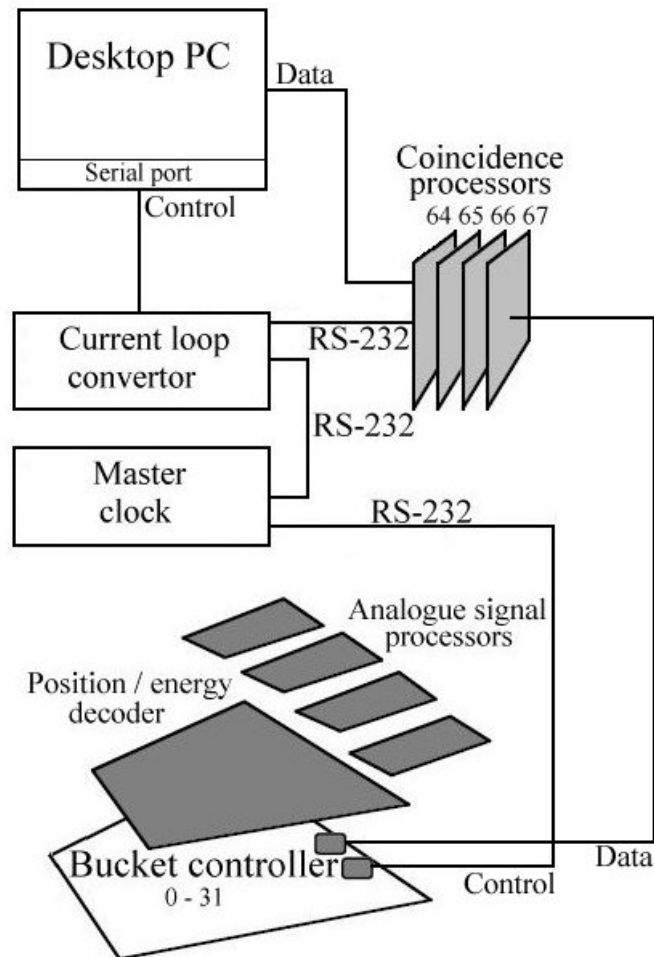 Desktop PC
Data
Serial port
Control
Coincidence
processors
64 65 66 67
Current loop
convertor
RS-232
RS-232
Master
clock
RS-232
Analogue signal
processors
Position / energy
decoder
Bucket controller
0 - 31
Data
Control